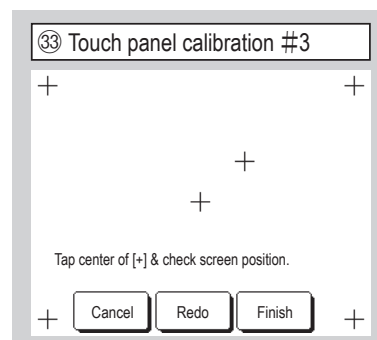 ㉝ Touch panel calibration #3
Tap center of [+] & check screen position.
Cancel Redo Finish